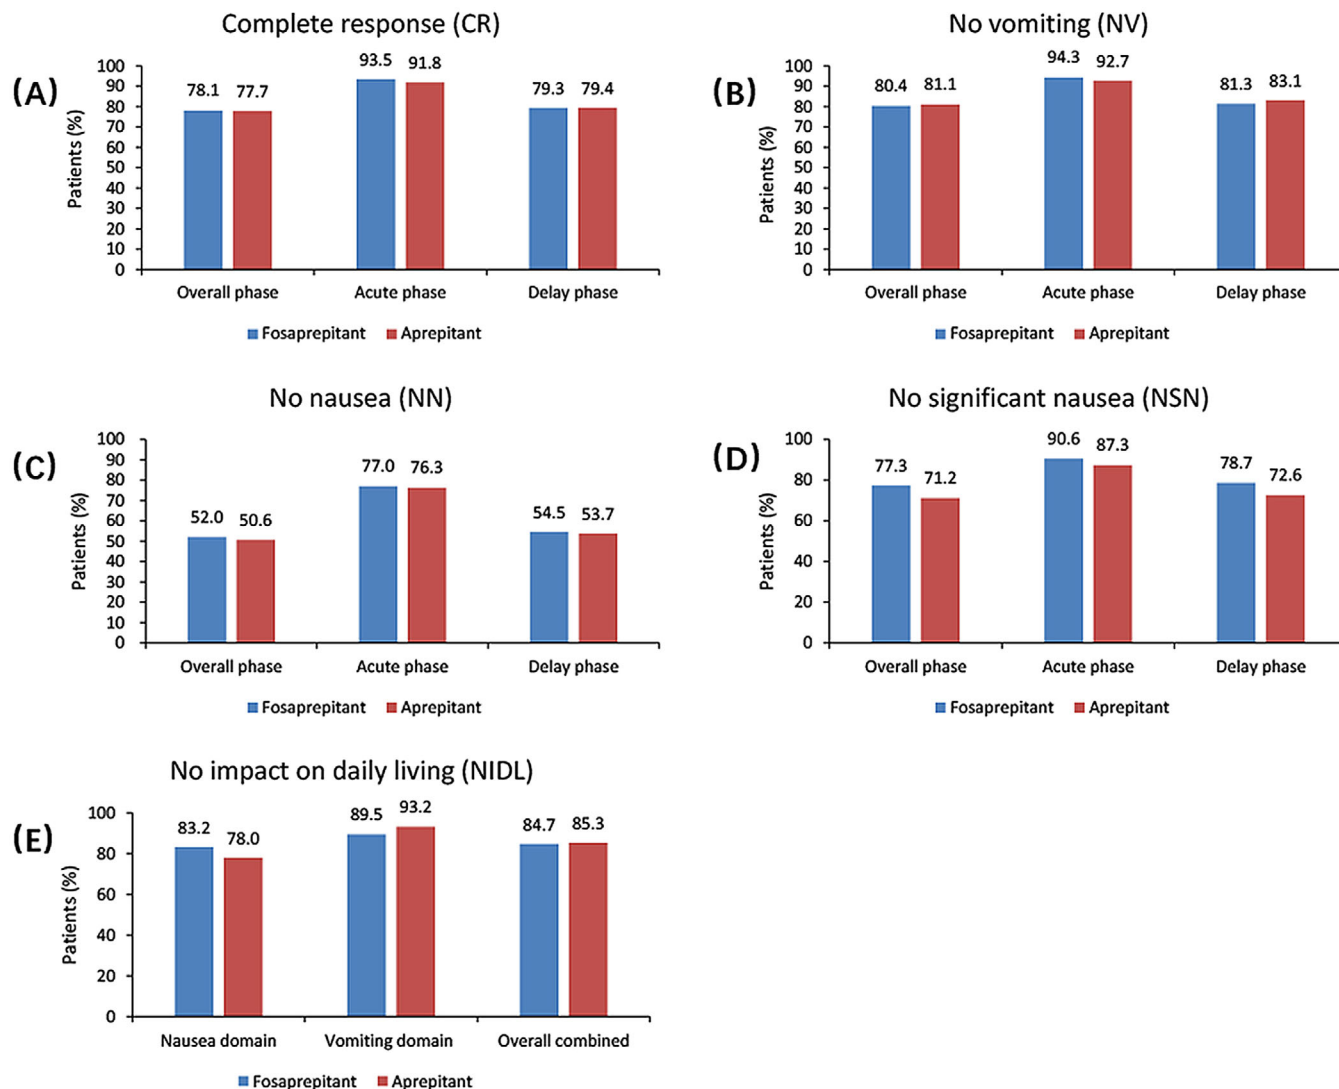 Complete response (CR)
(A)
Patients (%)
100
90
80
70
60
50
40
30
20
10
0
78.1 77.7 93.5 91.8 79.3 79.4
Overall phase Acute phase Delay phase
Fosaprepitant Aprepitant
No vomiting (NV)
(B)
Patients (%)
100
90
80
70
60
50
40
30
20
10
0
80.4 81.1 94.3 92.7 81.3 83.1
Overall phase Acute phase Delay phase
Fosaprepitant Aprepitant
No nausea (NN)
(C)
Patients (%)
100
90
80
70
60
50
40
30
20
10
0
52.0 50.6 77.0 76.3 54.5 53.7
Overall phase Acute phase Delay phase
Fosaprepitant Aprepitant
No significant nausea (NSN)
(D)
Patients (%)
100
80
60
40
20
0
77.3 71.2 90.6 87.3 78.7 72.6
Overall phase Acute phase Delay phase
Fosaprepitant Aprepitant
No impact on daily living (NIDL)
(E)
Patients (%)
100
80
60
40
20
0
83.2 78.0 89.5 93.2 84.7 85.3
Nausea domain Vomiting domain Overall combined
Fosaprepitant Aprepitant